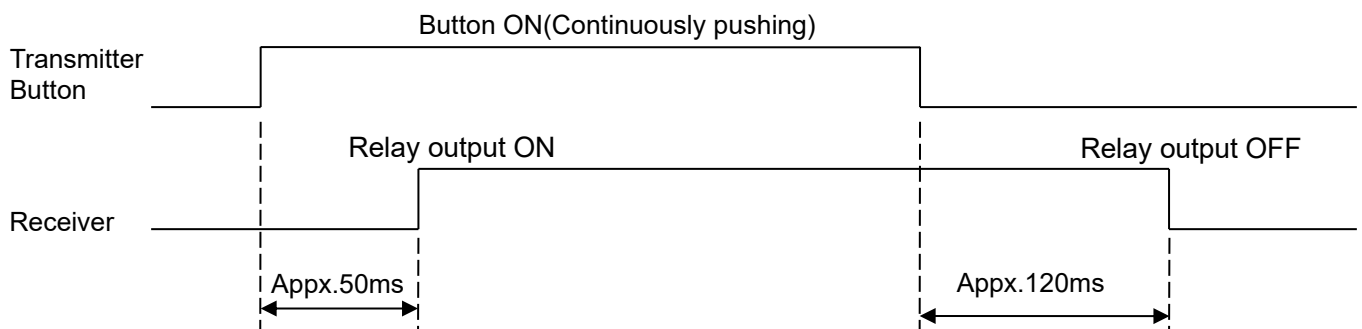 Button ON(Continuously pushing)
Transmitter
Button
Relay output ON
Relay output OFF
Receiver
Appx.50ms
Appx.120ms